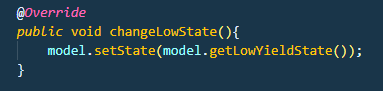 @Override
public void changeLowState(){
    model.setState(model.getLowYieldState());
}